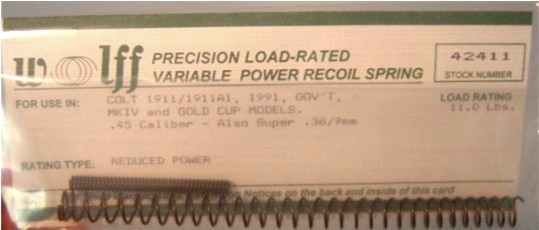 wolff PRECISION LOAD-RATED
VARIABLE POWER RECOIL SPRING
42411
STOCK NUMBER
FOR USE IN: COLT 1911/1911A1, 1991, GOV'T,
MKIV and GOLD CUP MODELS.
.45 Caliber - Also Super .38/9mm
LOAD RATING
11.0 Lbs.
RATING TYPE: REDUCED POWER
Notices on the back and inside of this card